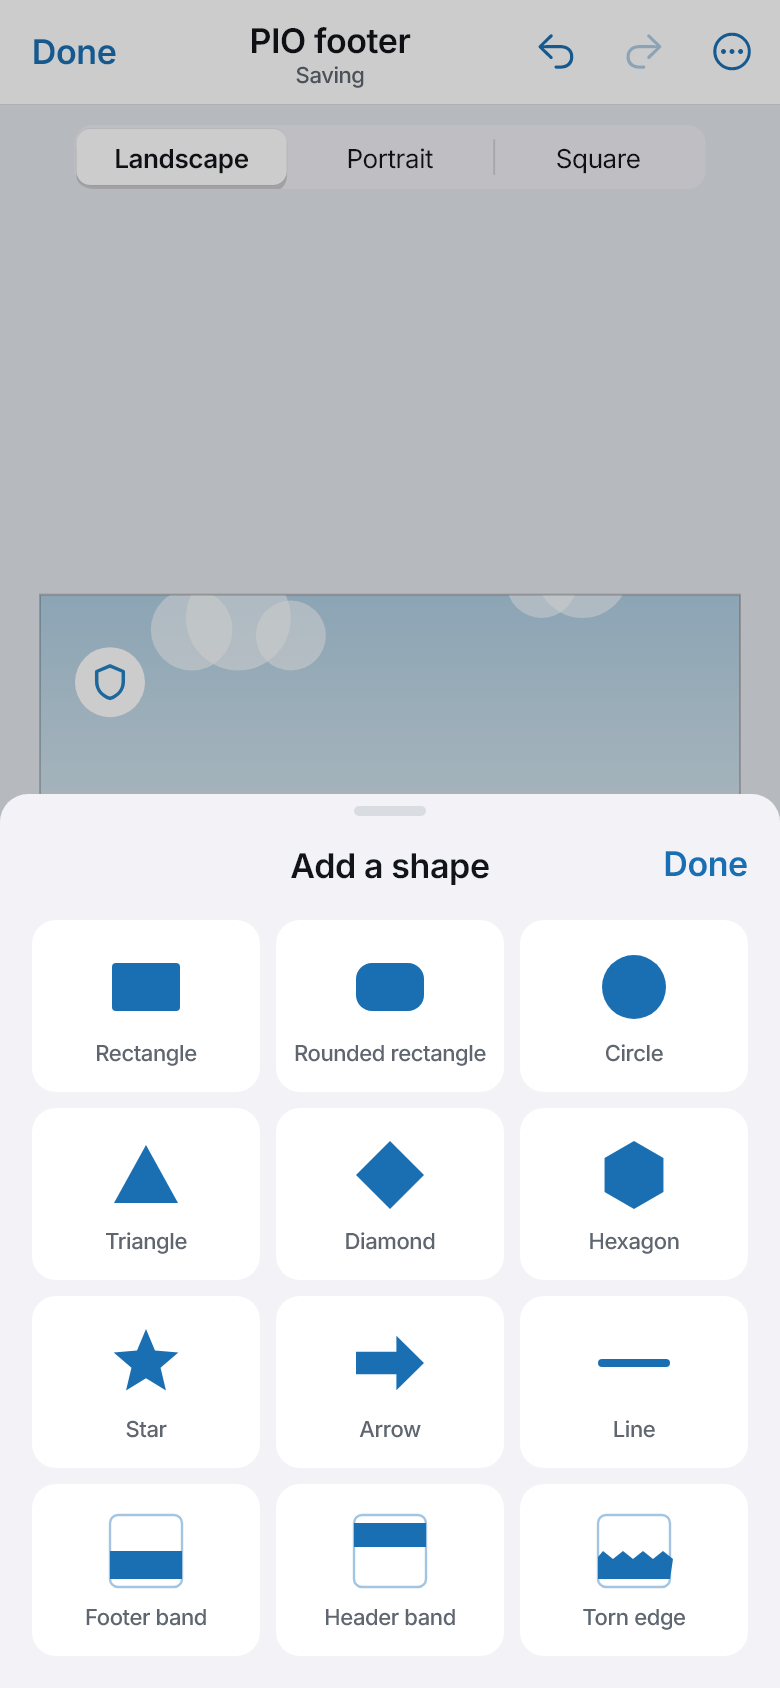 Done
PIO footer
Saving
Landscape
Portrait
Square
Add a shape
Done
Rectangle
Rounded rectangle
Circle
Triangle
Diamond
Hexagon
Star
Arrow
Line
Footer band
Header band
Torn edge